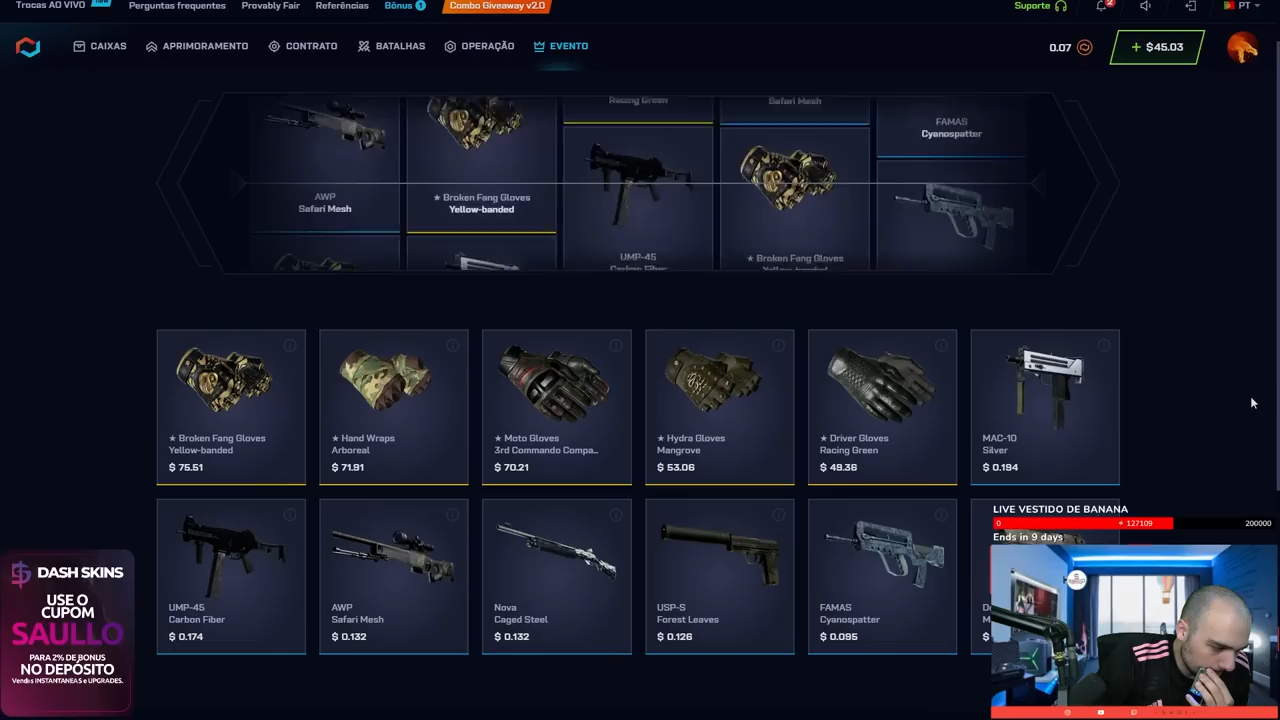 Trocas AO VIVO new Perguntas frequentes Provably Fair Referências Bônus 1 Combo Giveaway v2.0 Suporte 2 PT
CAIXAS APRIMORAMENTO CONTRATO BATALHAS OPERAÇÃO EVENTO 0.07 + $45.03
Racing Green Safari Mesh
FAMAS
Cyanospatter
AWP
Safari Mesh
★ Broken Fang Gloves
Yellow-banded
UMP-45
Carbon Fiber
★ Broken Fang Gloves
Yellow-banded
★ Broken Fang Gloves
Yellow-banded
$ 75.51
★ Hand Wraps
Arboreal
$ 71.91
★ Moto Gloves
3rd Commando Compa...
$ 70.21
★ Hydra Gloves
Mangrove
$ 53.06
★ Driver Gloves
Racing Green
$ 49.36
MAC-10
Silver
$ 0.194
UMP-45
Carbon Fiber
$ 0.174
AWP
Safari Mesh
$ 0.132
Nova
Caged Steel
$ 0.132
USP-S
Forest Leaves
$ 0.126
FAMAS
Cyanospatter
$ 0.095
LIVE VESTIDO DE BANANA
0 127109 200000
Ends in 9 days
DASH SKINS
USE O
CUPOM
SAULLO
PARA 2% DE BONUS
NO DEPÓSITO
Vendas INSTANTANEAS e UPGRADES.